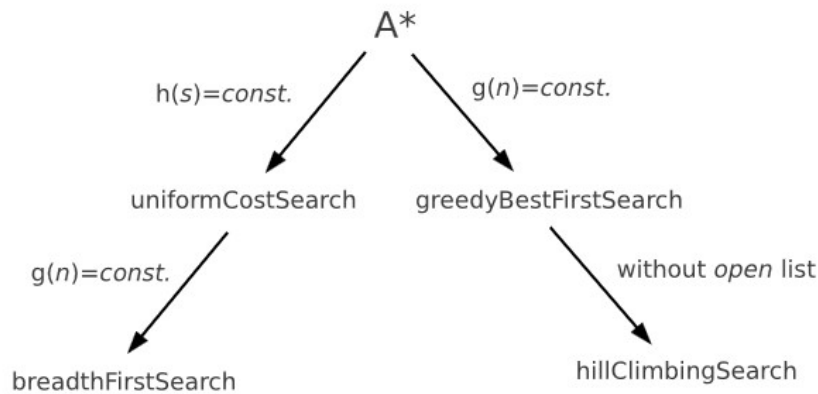 A*
h(s)=const.
g(n)=const.
uniformCostSearch
greedyBestFirstSearch
g(n)=const.
without open list
breadthFirstSearch
hillClimbingSearch